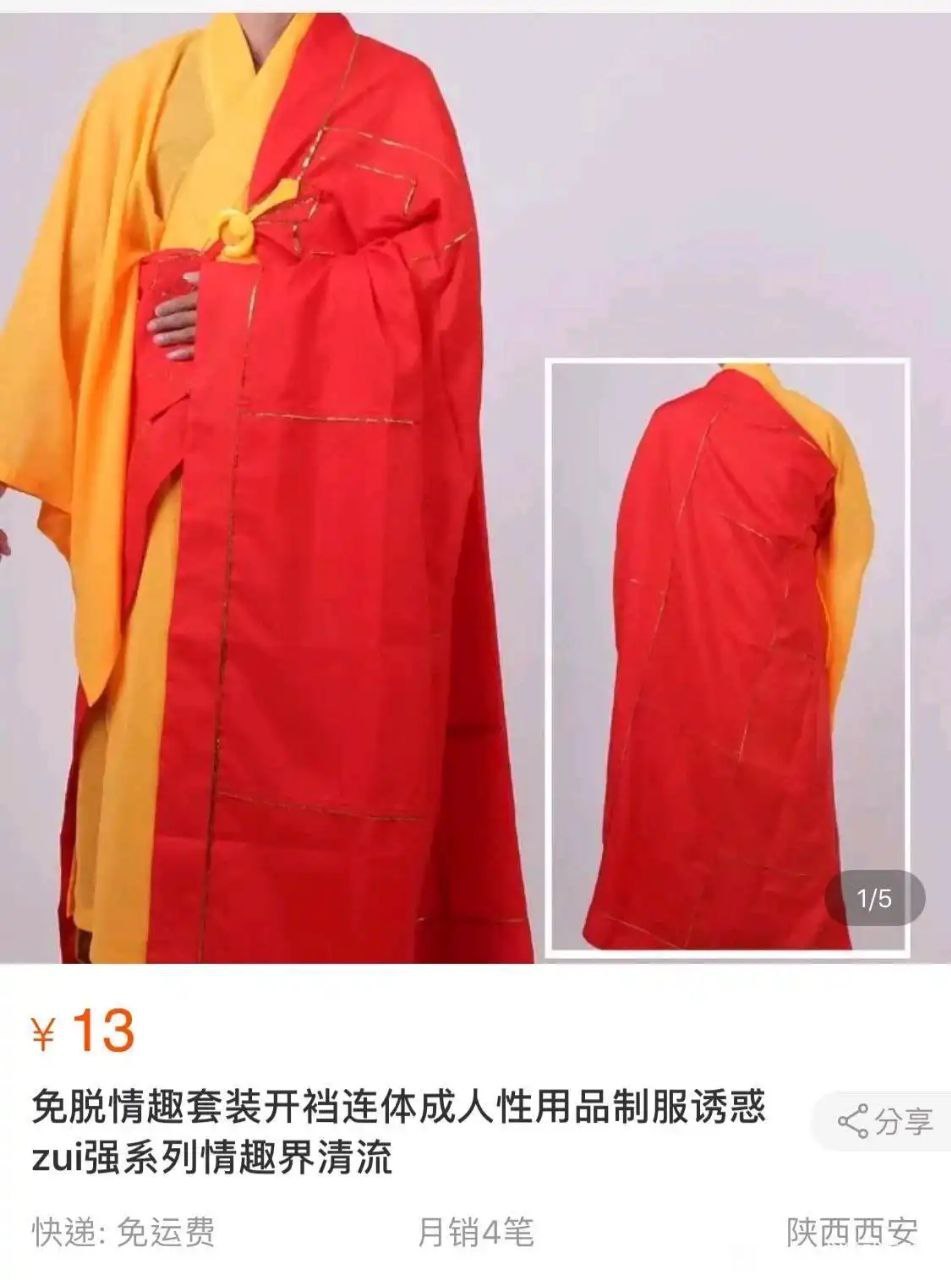 1/5
¥ 13
免脱情趣套装开裆连体成人性用品制服诱惑
zui强系列情趣界清流
分享
快递: 免运费
月销4笔
陕西西安